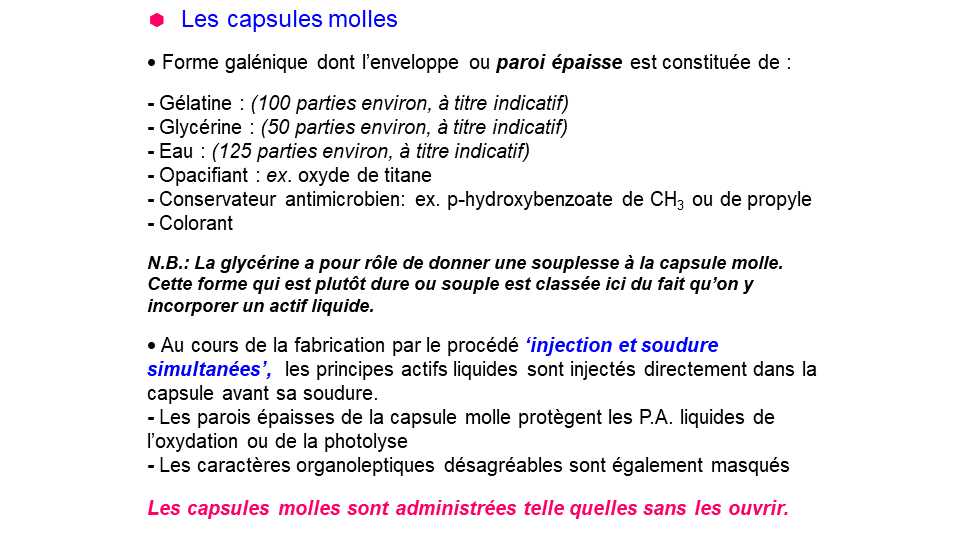 Les capsules molles
• Forme galénique dont l’enveloppe ou paroi épaisse est constituée de :
- Gélatine : (100 parties environ, à titre indicatif)
- Glycérine : (50 parties environ, à titre indicatif)
- Eau : (125 parties environ, à titre indicatif)
- Opacifiant : ex. oxyde de titane
- Conservateur antimicrobien: ex. p-hydroxybenzoate de CH₃ ou de propyle
- Colorant
N.B.: La glycérine a pour rôle de donner une souplesse à la capsule molle.
Cette forme qui est plutôt dure ou souple est classée ici du fait qu’on y
incorporer un actif liquide.
• Au cours de la fabrication par le procédé ‘injection et soudure
simultanées’, les principes actifs liquides sont injectés directement dans la
capsule avant sa soudure.
- Les parois épaisses de la capsule molle protègent les P.A. liquides de
l’oxydation ou de la photolyse
- Les caractères organoleptiques désagréables sont également masqués
Les capsules molles sont administrées telle quelles sans les ouvrir.